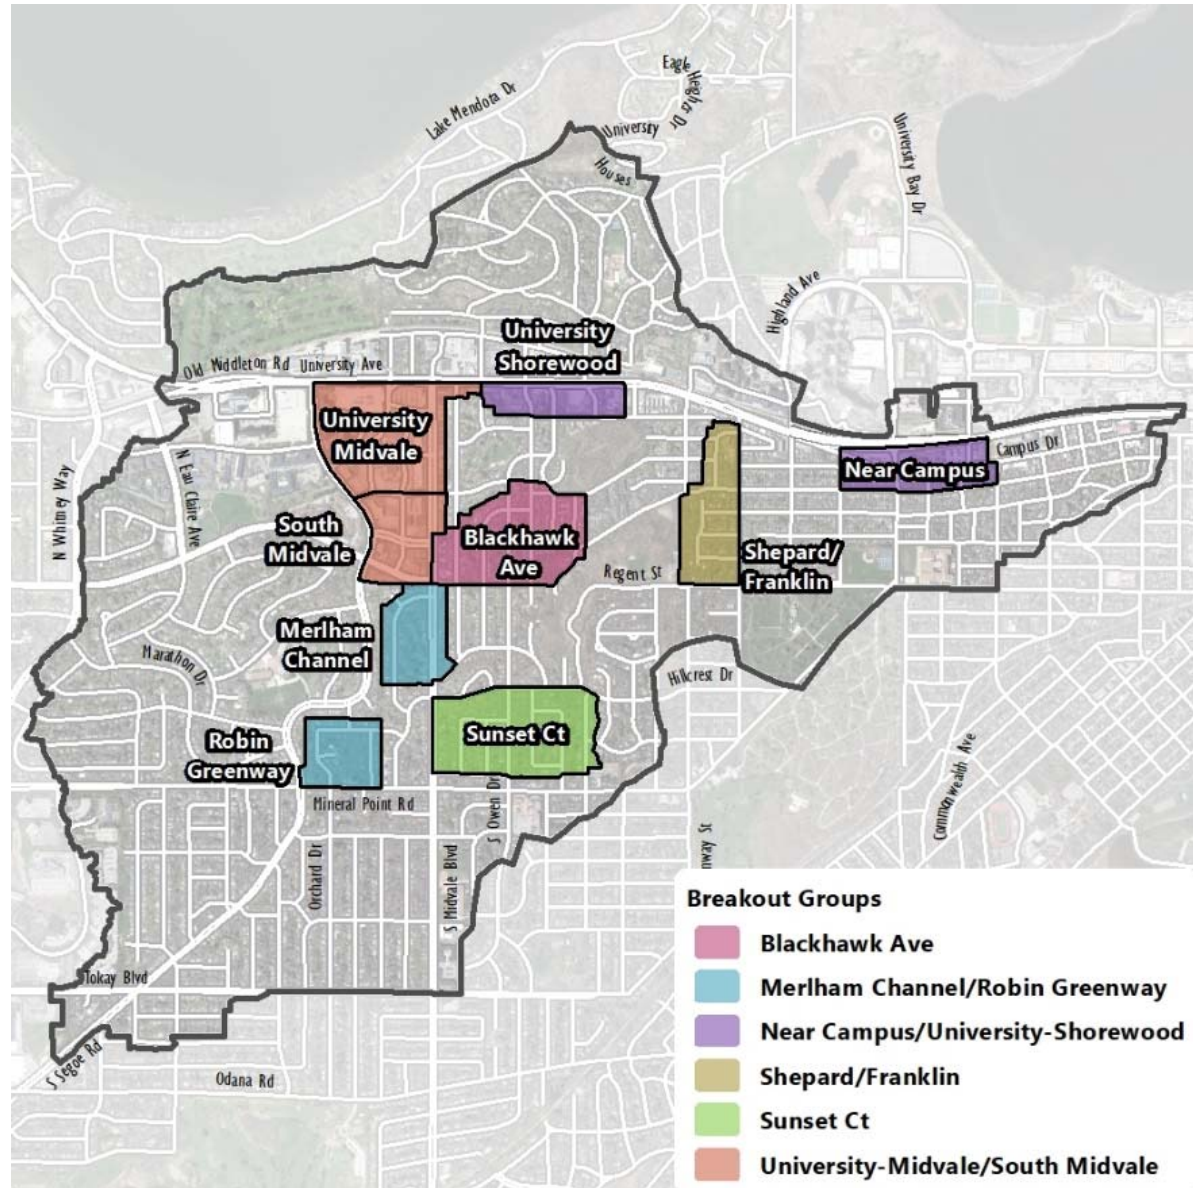 Eagle Heights Dr
Lake Mendota Dr
University
Houses
University Bay Dr
Highland Ave
University
Shorewood
Old Middleton Rd
University Ave
University
Midvale
Near Campus
Campus Dr
N Whitney Way
N Eau Claire Ave
South
Midvale
Blackhawk
Ave
Shepard/
Franklin
Regent St
Merlham
Channel
Marathon Dr
Hillcrest Dr
Robin
Greenway
Sunset Ct
Mineral Point Rd
S Owen Dr
Commonwealth Ave
nway St
Orchard Dr
S Midvale Blvd
Tokay Blvd
S Segoe Rd
Odana Rd
Breakout Groups
Blackhawk Ave
Merlham Channel/Robin Greenway
Near Campus/University-Shorewood
Shepard/Franklin
Sunset Ct
University-Midvale/South Midvale